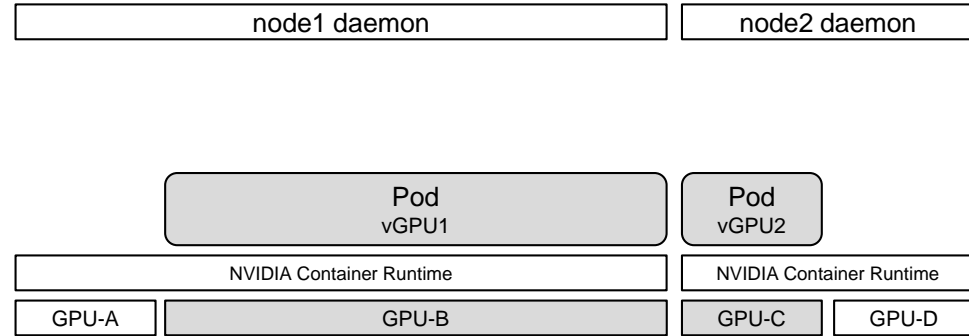 node1 daemon
node2 daemon
Pod
vGPU1
Pod
vGPU2
NVIDIA Container Runtime
NVIDIA Container Runtime
GPU-A
GPU-B
GPU-C
GPU-D